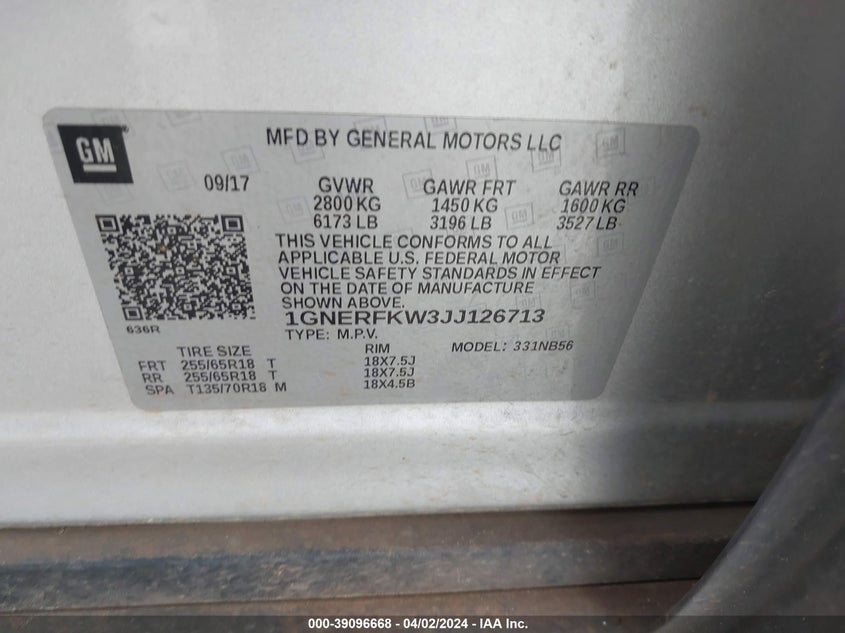 GM
MFD BY GENERAL MOTORS LLC
09/17 GVWR GAWR FRT GAWR RR
2800 KG 1450 KG 1600 KG
6173 LB 3196 LB 3527 LB
THIS VEHICLE CONFORMS TO ALL
APPLICABLE U.S. FEDERAL MOTOR
VEHICLE SAFETY STANDARDS IN EFFECT
ON THE DATE OF MANUFACTURE
SHOWN ABOVE.
636R
1GNERFKW3JJ126713
TYPE: M.P.V. MODEL: 331NB56
TIRE SIZE RIM
FRT 255/65R18 T 18X7.5J
RR 255/65R18 T 18X7.5J
SPA T135/70R18 M 18X4.5B
000-39096668 - 04/02/2024 - IAAI.com